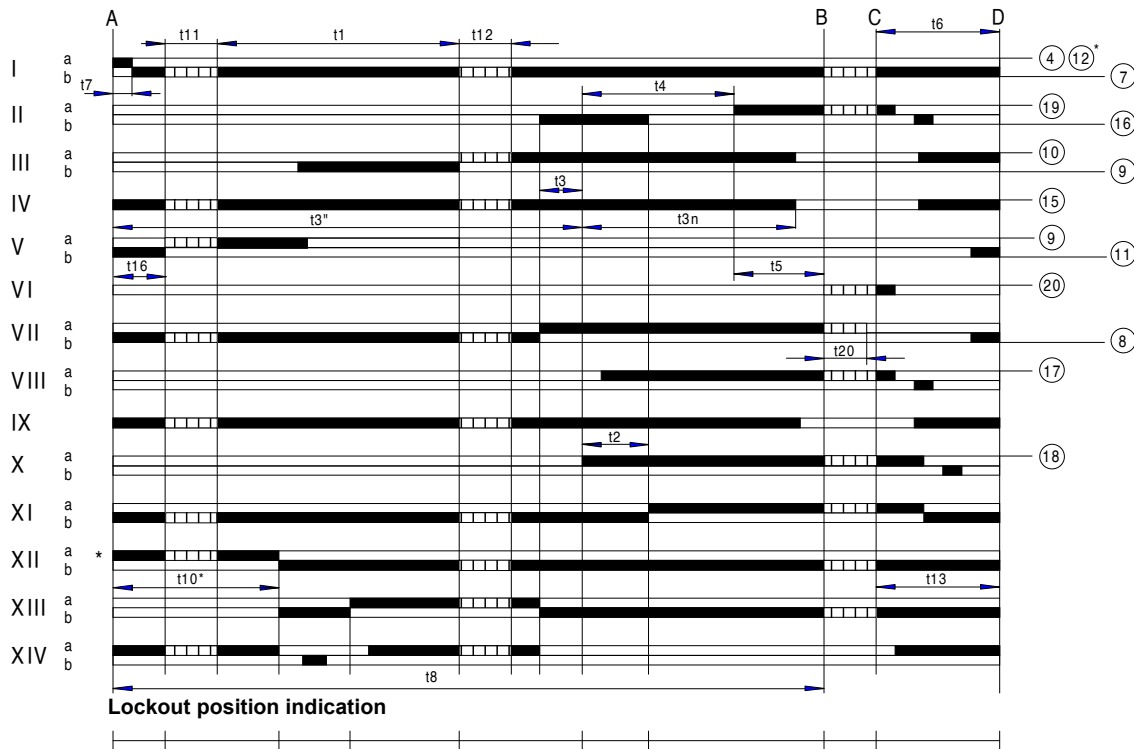 A B C D
t11 t1 t12 t6
I a b 4 12 * 7
t7 t4
II a b 19 16
III a b 10 9
t3
IV 15
t3" t3n
V a b 9 11
t16 t5
VI 20
VII a b 8
t20
VIII a b 17
IX
t2
X a b 18
XI a b
XII a b *
t10* t13
XIII a b
XIV a b
t8
Lockout position indication